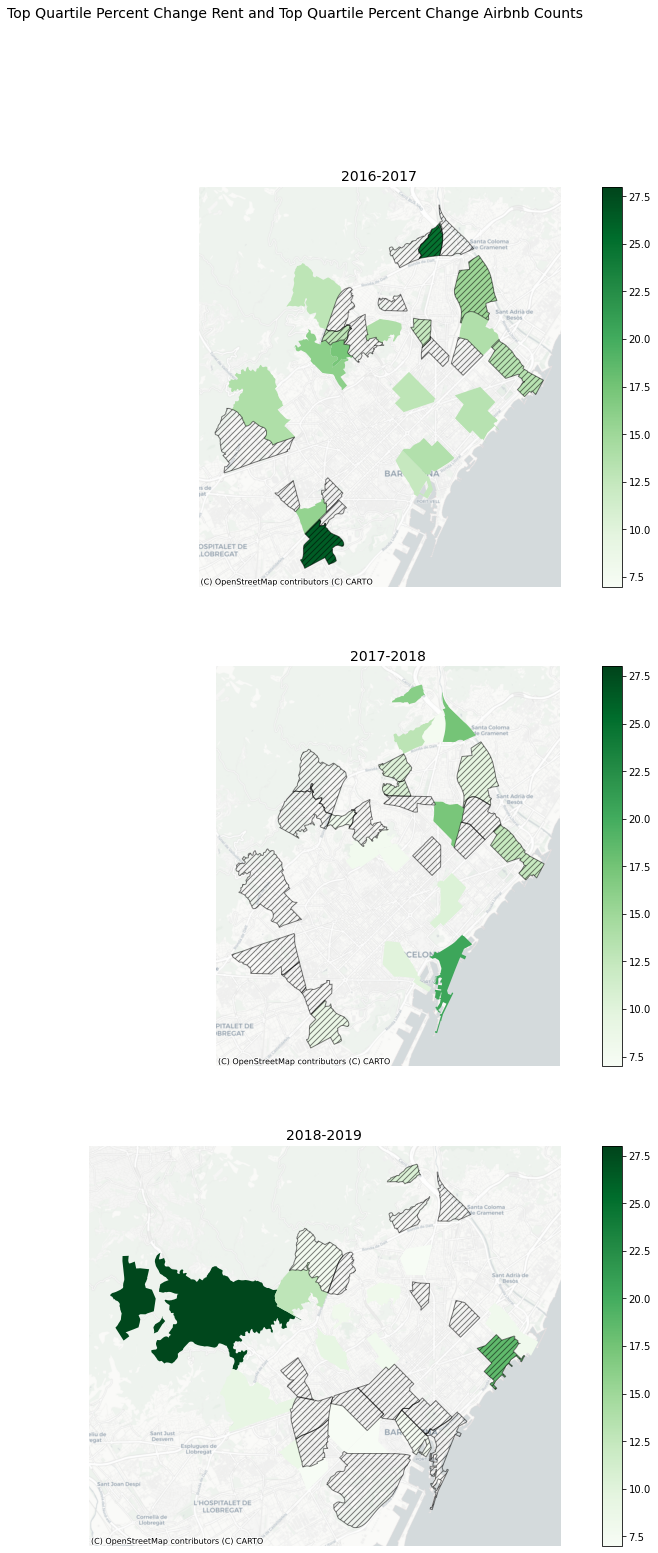 Top Quartile Percent Change Rent and Top Quartile Percent Change Airbnb Counts
2016-2017
Santa Coloma
de Gramenet
Sant Adrià de
Besòs
BAR
NA
OSPITALET DE
LLOBREGAT
(C) OpenStreetMap contributors (C) CARTO
27.5
25.0
22.5
20.0
17.5
15.0
12.5
10.0
7.5
2017-2018
Santa Coloma
de Gramenet
Sant Adrià de
Besòs
CELON
PITALET DE
OBREGAT
(C) OpenStreetMap contributors (C) CARTO
27.5
25.0
22.5
20.0
17.5
15.0
12.5
10.0
7.5
2018-2019
Santa Coloma
de Gramenet
Sant Adrià de
Besòs
BAR
Sant Just
Desvern
Esplugues de
Llobregat
Sant Joan Despí
L'HOSPITALET DE
LLOBREGAT
Cornellà de
Llobregat
(C) OpenStreetMap contributors (C) CARTO
27.5
25.0
22.5
20.0
17.5
15.0
12.5
10.0
7.5